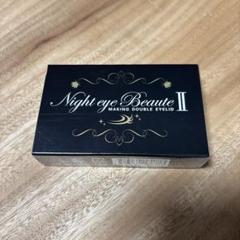 Night eye Beaute II
MAKING DOUBLE EYELID